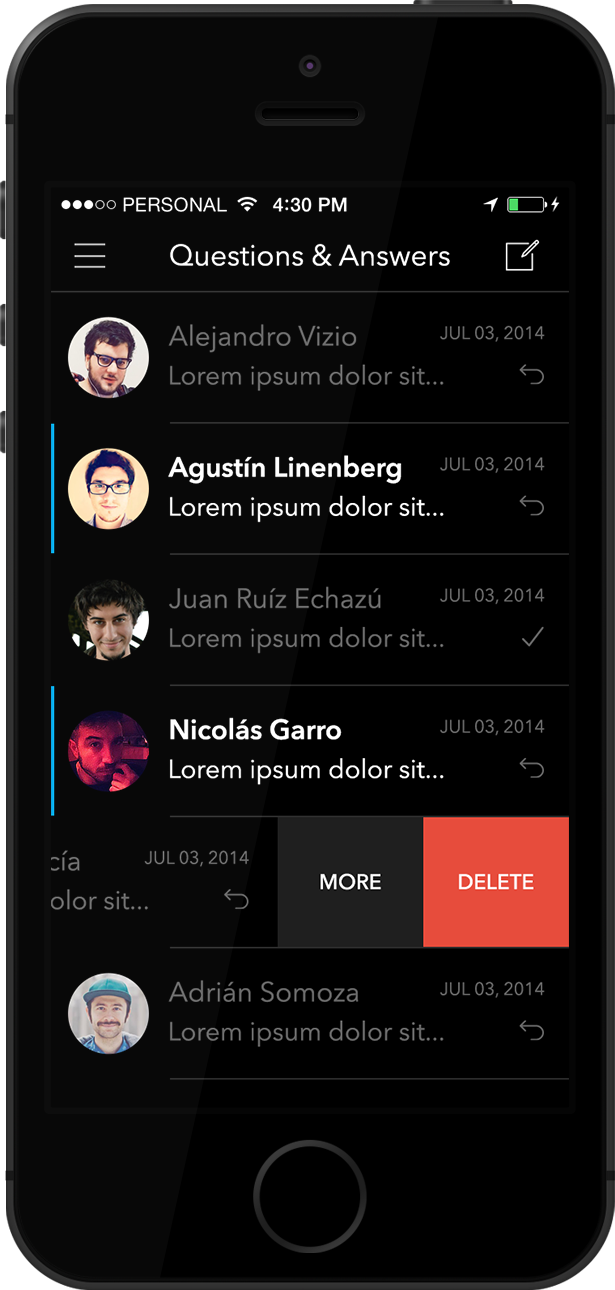 PERSONAL 4:30 PM
Questions & Answers
Alejandro Vizio JUL 03, 2014
Lorem ipsum dolor sit...
Agustín Linenberg JUL 03, 2014
Lorem ipsum dolor sit...
Juan Ruíz Echazú JUL 03, 2014
Lorem ipsum dolor sit...
Nicolás Garro JUL 03, 2014
Lorem ipsum dolor sit...
cía JUL 03, 2014
olor sit...
MORE DELETE
Adrián Somoza JUL 03, 2014
Lorem ipsum dolor sit...